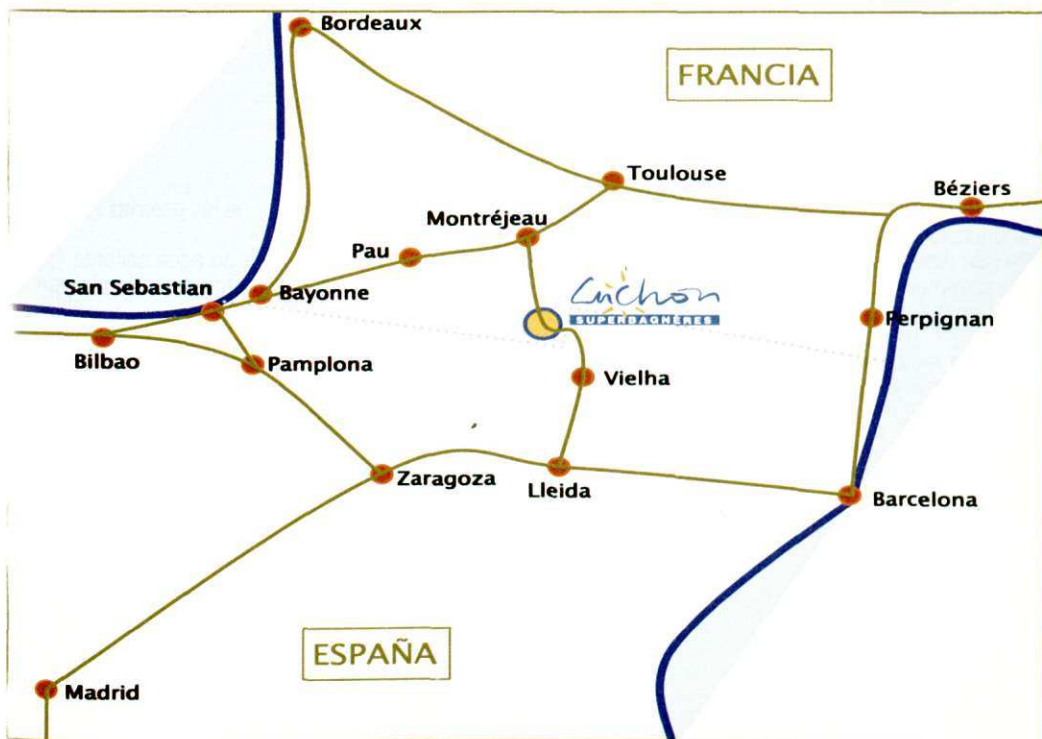 Bordeaux
FRANCIA
Toulouse
Béziers
Montréjeau
Pau
San Sebastian
Bayonne
Luchon
SUPERBAGNÈRES
Perpignan
Bilbao
Pamplona
Vielha
Zaragoza
Lleida
Barcelona
ESPAÑA
Madrid